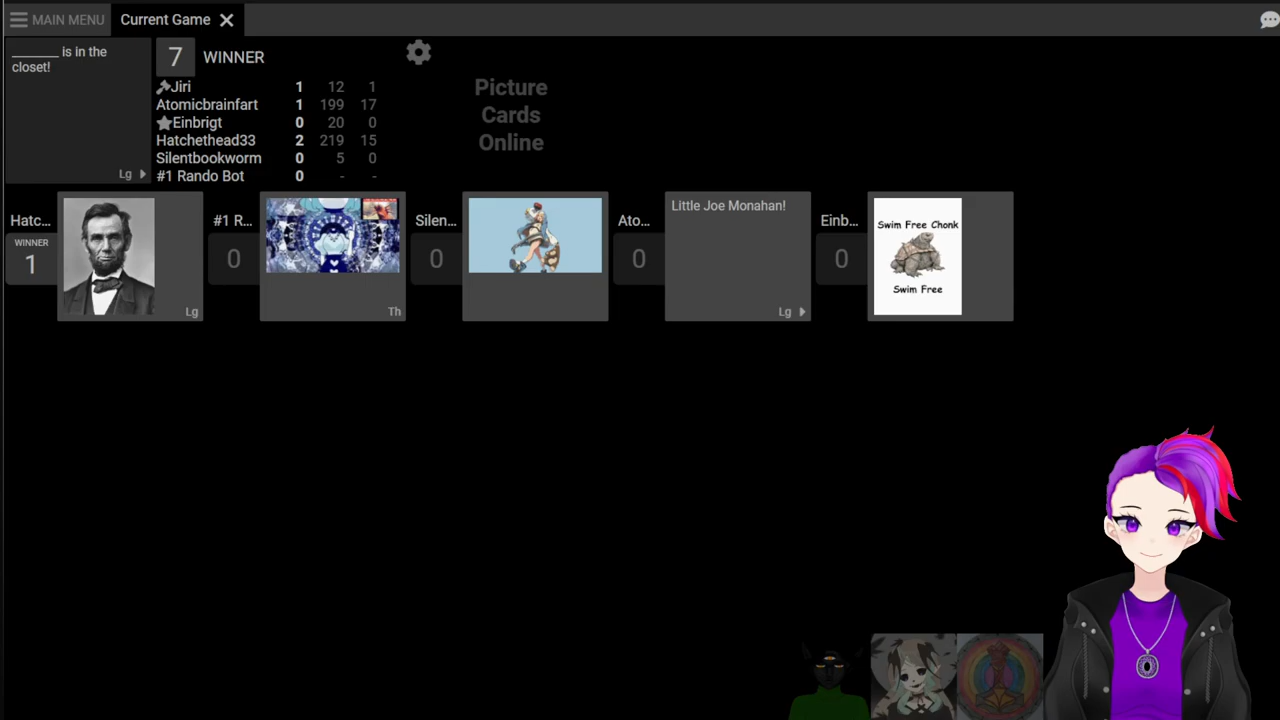 MAIN MENU
Current Game
_______ is in the
closet!
Lg
7 WINNER
Jiri 1 12 1
Atomicbrainfart 1 199 17
Einbrigt 0 20 0
Hatchethead33 2 219 15
Silentbookworm 0 5 0
#1 Rando Bot 0 - -
Picture
Cards
Online
Hatc...
WINNER
1
Lg
#1 R...
0
Th
Silen...
0
Ato...
0
Little Joe Monahan!
Lg
Einb...
0
Swim Free Chonk
Swim Free